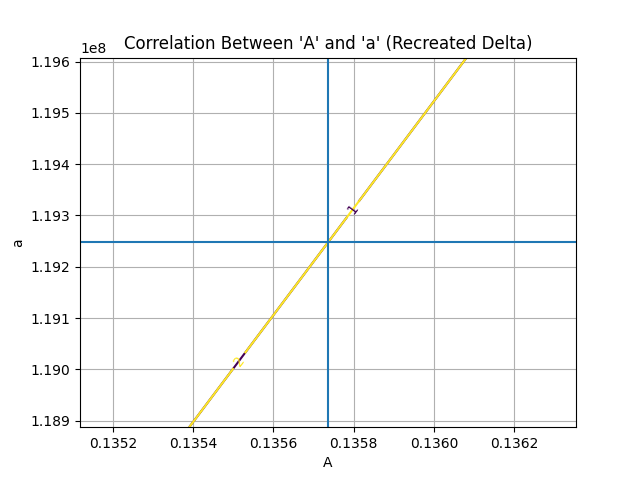 Correlation Between 'A' and 'a' (Recreated Delta)
1e8
1.196
1.195
1.194
1.193
1.192
1.191
1.190
1.189
a
1
2
0.1352 0.1354 0.1356 0.1358 0.1360 0.1362
A